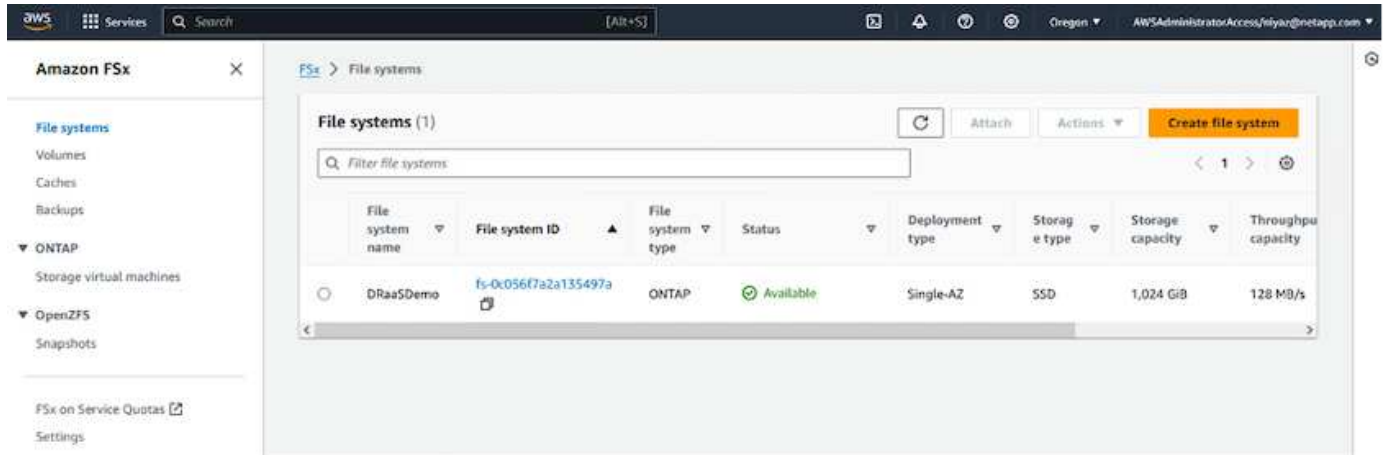 aws Services Search [Alt+S] Oregon AWSAdministratorAccess/niyaz@netapp.com
Amazon FSx
File systems
Volumes
Caches
Backups
ONTAP
Storage virtual machines
OpenZFS
Snapshots
FSx on Service Quotas
Settings
FSx > File systems
File systems (1) Attach Actions Create file system
Filter file systems
1
File system name File system ID File system type Status Deployment type Storag e type Storage capacity Throughpu capacity
DRaaSDemo fs-0c056f7a2a135497a ONTAP Available Single-AZ SSD 1,024 GiB 128 MB/s